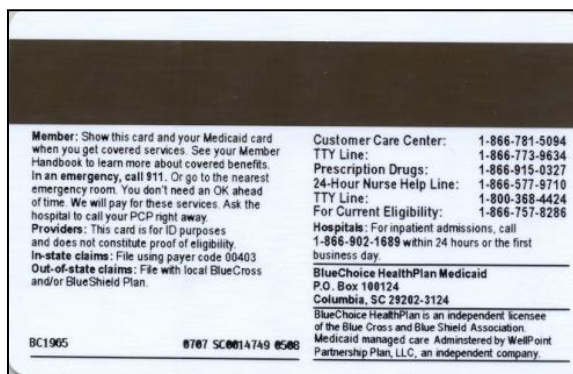 Member: Show this card and your Medicaid card
when you get covered services. See your Member
Handbook to learn more about covered benefits.
In an emergency, call 911. Or go to the nearest
emergency room. You don't need an OK ahead
of time. We will pay for these services. Ask the
hospital to call your PCP right away.
Providers: This card is for ID purposes
and does not constitute proof of eligibility.
In-state claims: File using payer code 00403
Out-of-state claims: File with local BlueCross
and/or BlueShield Plan.
BC1965 0707 SC0014749 0508
Customer Care Center: 1-866-781-5094
TTY Line: 1-866-773-9634
Prescription Drugs: 1-866-915-0327
24-Hour Nurse Help Line: 1-866-577-9710
TTY Line: 1-800-368-4424
For Current Eligibility: 1-866-757-8286
Hospitals: For inpatient admissions, call
1-866-902-1689 within 24 hours or the first
business day.
BlueChoice HealthPlan Medicaid
P.O. Box 100124
Columbia, SC 29202-3124
BlueChoice HealthPlan is an independent licensee
of the Blue Cross and Blue Shield Association.
Medicaid managed care Adminstered by WellPoint
Partnership Plan, LLC, an independent company.